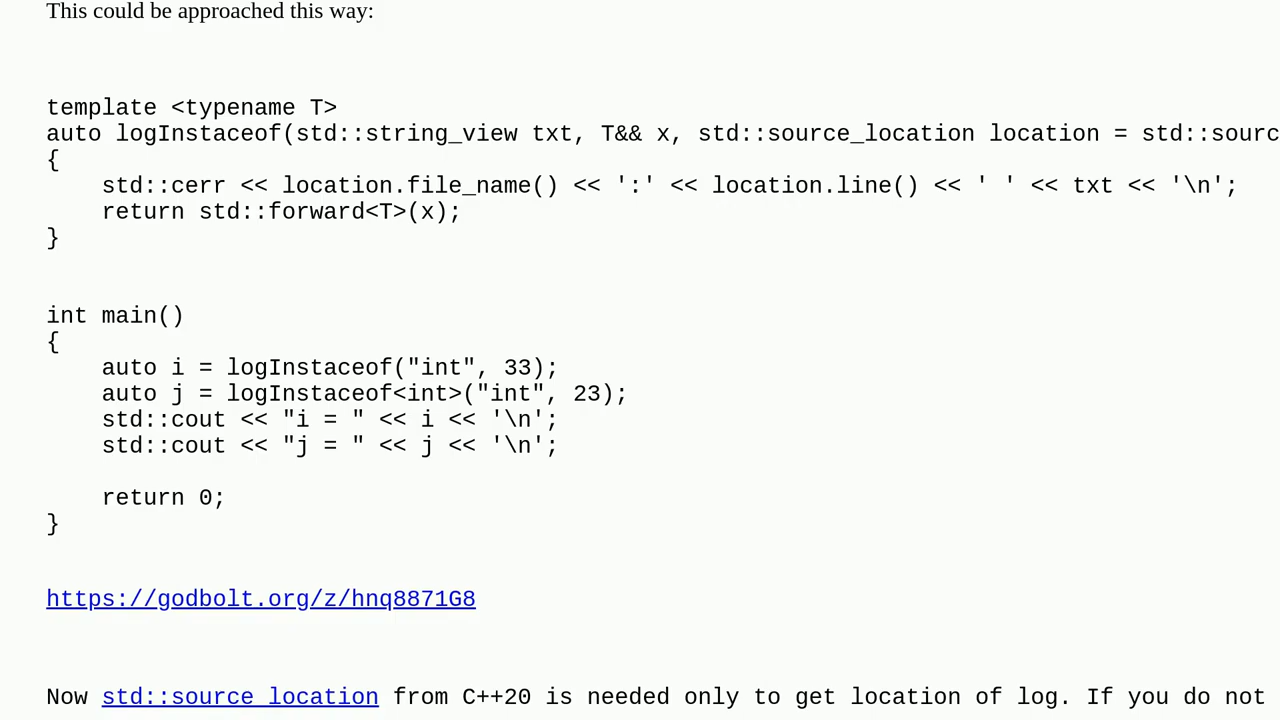 This could be approached this way:
template <typename T>
auto logInstaceof(std::string_view txt, T&& x, std::source_location location = std::sourc
{
    std::cerr << location.file_name() << ':' << location.line() << ' ' << txt << '\n';
    return std::forward<T>(x);
}
int main()
{
    auto i = logInstaceof("int", 33);
    auto j = logInstaceof<int>("int", 23);
    std::cout << "i = " << i << '\n';
    std::cout << "j = " << j << '\n';
    return 0;
}
https://godbolt.org/z/hnq8871G8
Now std::source_location from C++20 is needed only to get location of log. If you do not